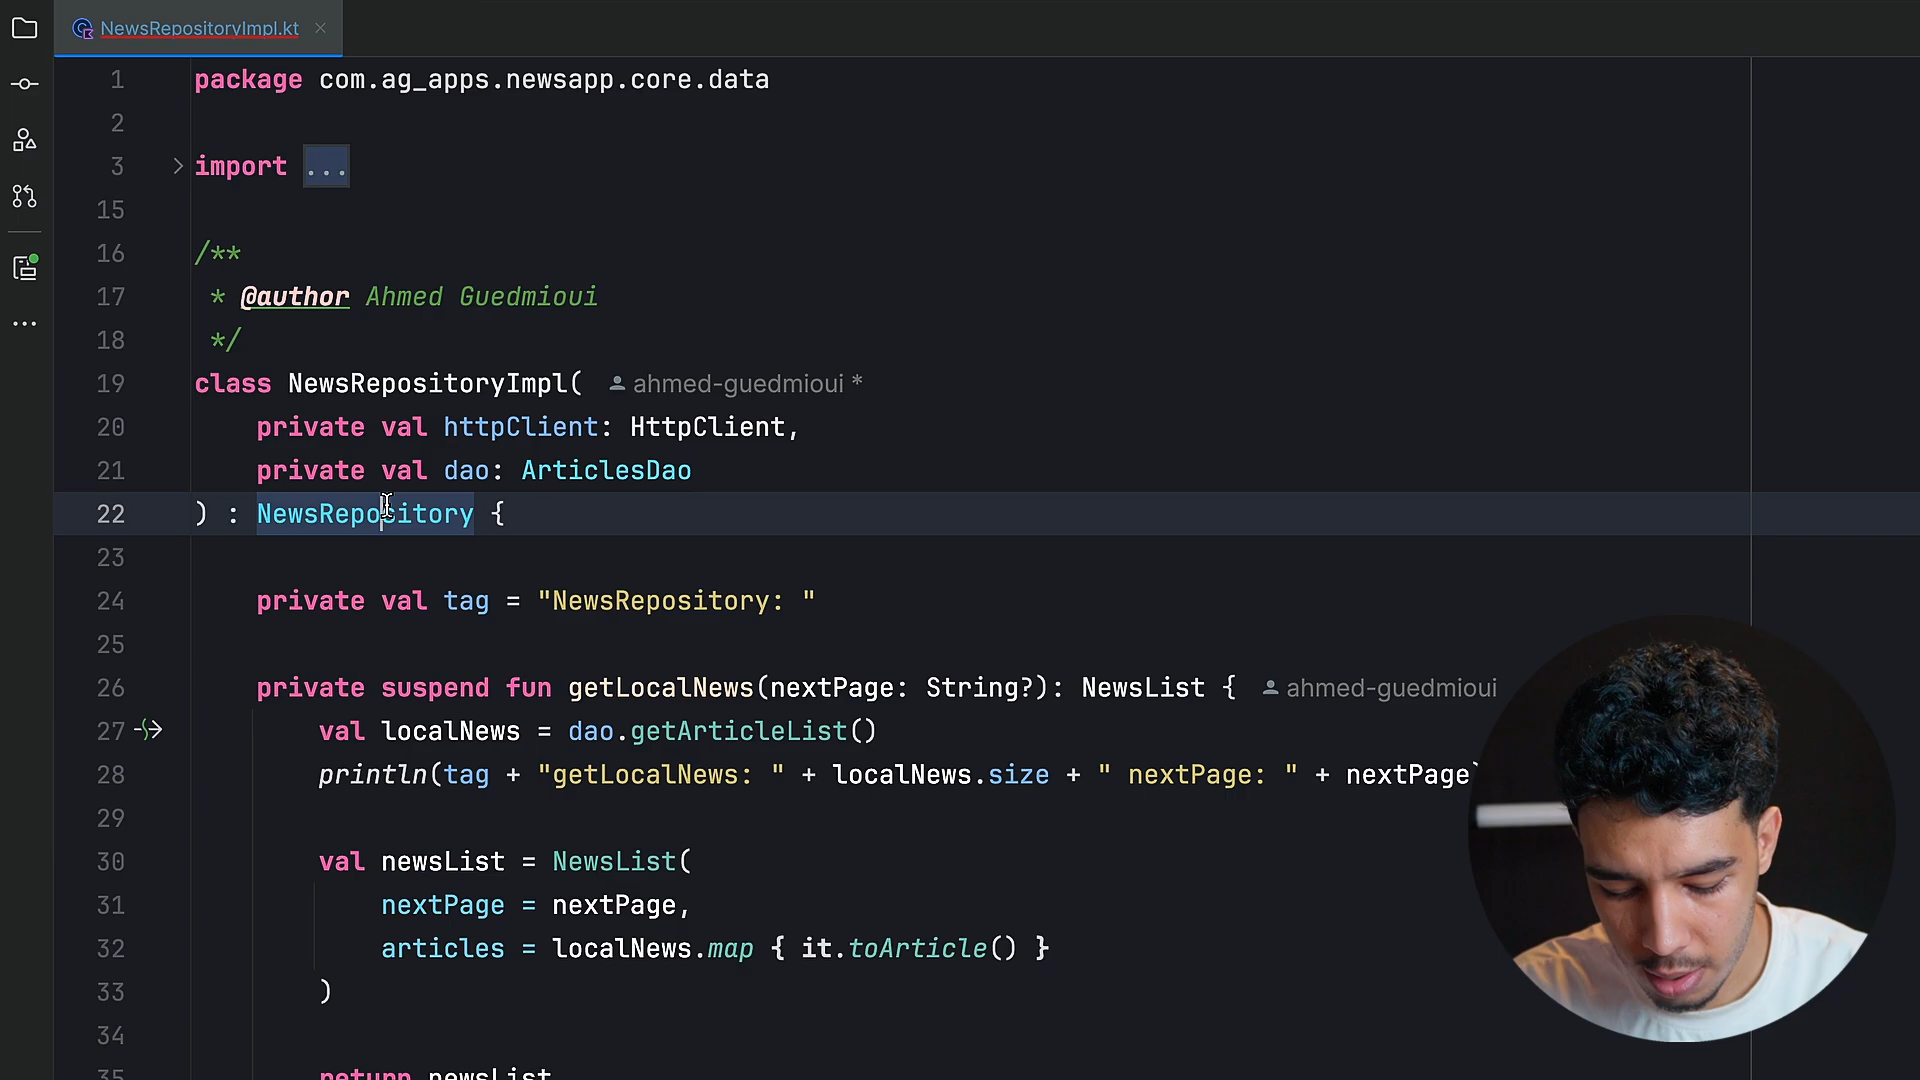 NewsRepositoryImpl.kt
1 package com.ag_apps.newsapp.core.data
2
3 import ...
15
16 /**
17 * @author Ahmed Guedmioui
18 */
19 class NewsRepositoryImpl( ahmed-guedmioui *
20 private val httpClient: HttpClient,
21 private val dao: ArticlesDao
22 ) : NewsRepository {
23
24 private val tag = "NewsRepository: "
25
26 private suspend fun getLocalNews(nextPage: String?): NewsList { ahmed-guedmioui
27 val localNews = dao.getArticleList()
28 println(tag + "getLocalNews: " + localNews.size + " nextPage: " + nextPage)
29
30 val newsList = NewsList(
31 nextPage = nextPage,
32 articles = localNews.map { it.toArticle() }
33 )
34
35 return newsList